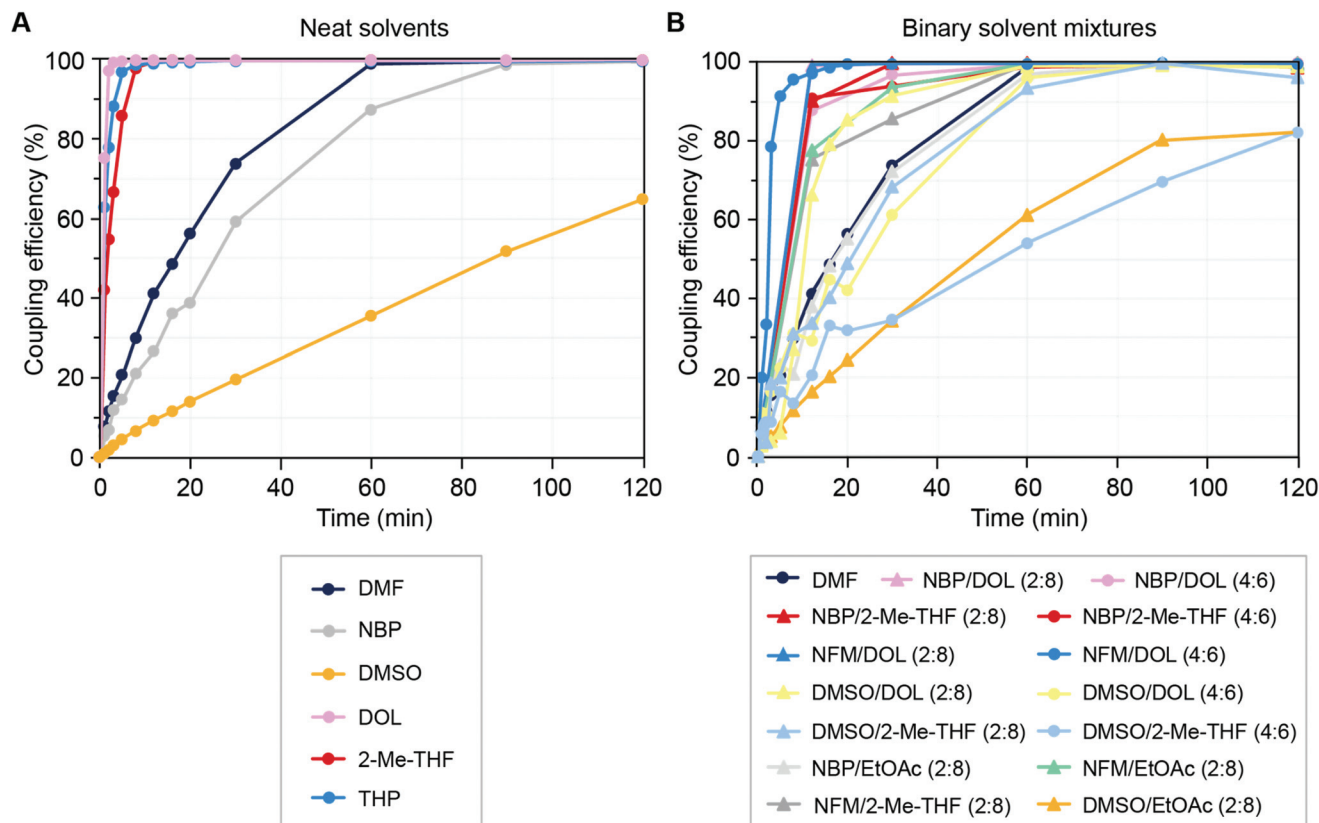 A
Neat solvents
Coupling efficiency (%)
100
80
60
40
20
0
0 20 40 60 80 100 120
Time (min)
DMF
NBP
DMSO
DOL
2-Me-THF
THP
B
Binary solvent mixtures
Coupling efficiency (%)
100
80
60
40
20
0
0 20 40 60 80 100 120
Time (min)
DMF NBP/DOL (2:8) NBP/DOL (4:6)
NBP/2-Me-THF (2:8) NBP/2-Me-THF (4:6)
NFM/DOL (2:8) NFM/DOL (4:6)
DMSO/DOL (2:8) DMSO/DOL (4:6)
DMSO/2-Me-THF (2:8) DMSO/2-Me-THF (4:6)
NBP/EtOAc (2:8) NFM/EtOAc (2:8)
NFM/2-Me-THF (2:8) DMSO/EtOAc (2:8)